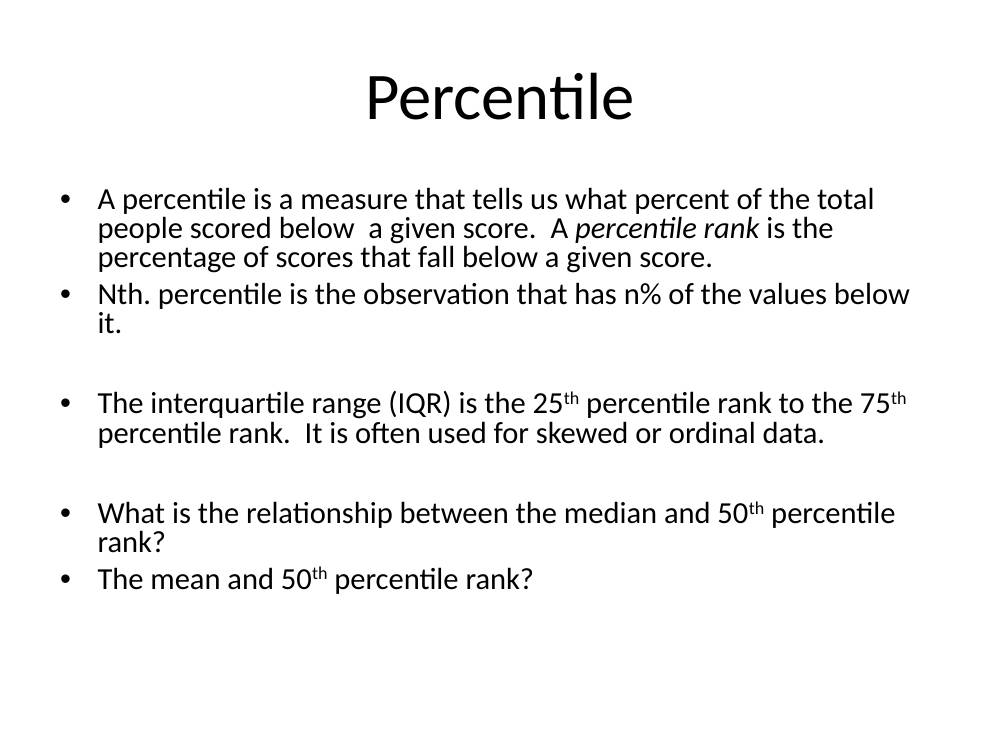 Percentile
• A percentile is a measure that tells us what percent of the total
people scored below  a given score.  A percentile rank is the
percentage of scores that fall below a given score.
• Nth. percentile is the observation that has n% of the values below
it.
• The interquartile range (IQR) is the 25th percentile rank to the 75th
percentile rank.  It is often used for skewed or ordinal data.
• What is the relationship between the median and 50th percentile
rank?
• The mean and 50th percentile rank?